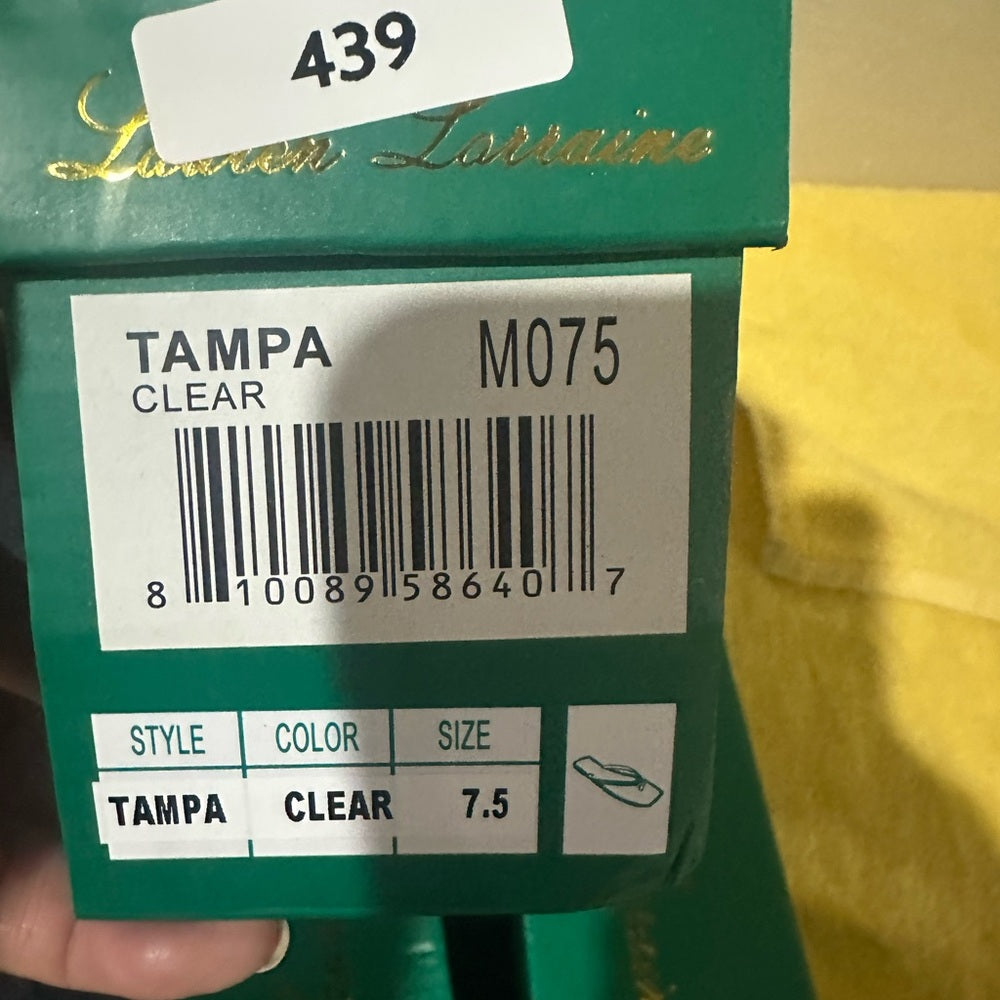 439
Lauren Lorraine
TAMPA M075
CLEAR
8 10089 58640 7
STYLE COLOR SIZE
TAMPA CLEAR 7.5